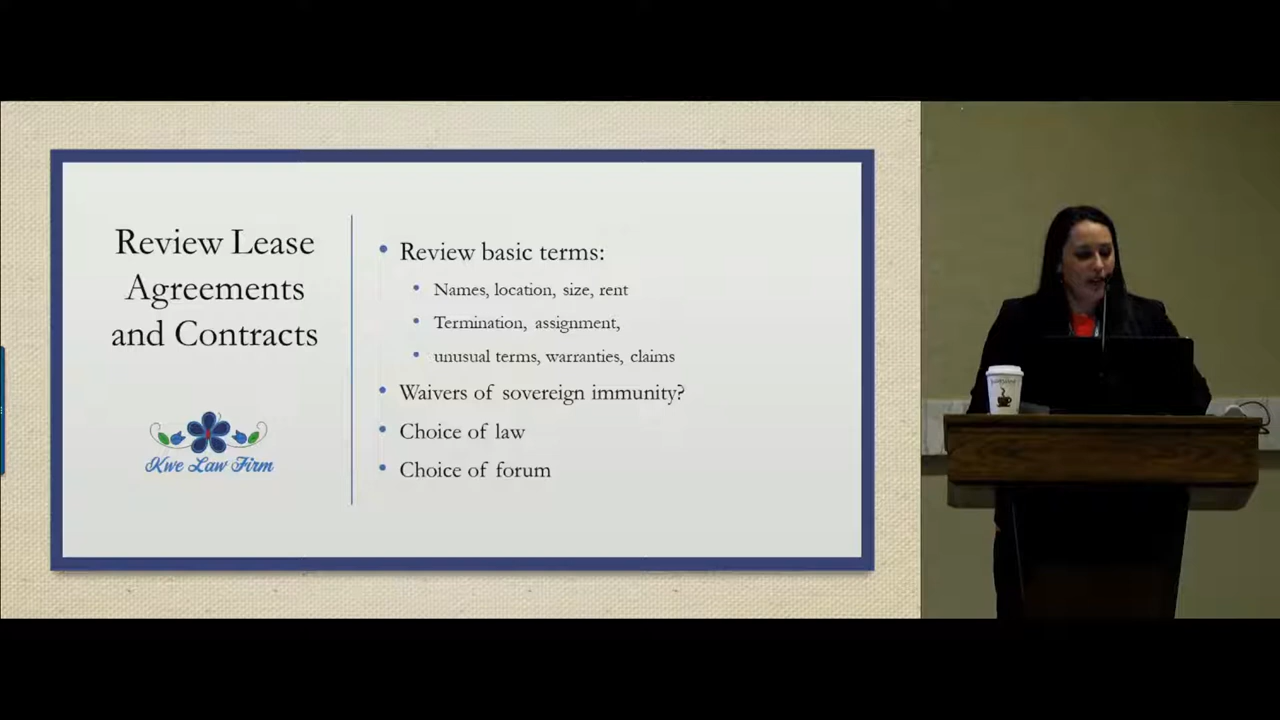 Review Lease
Agreements
and Contracts
Kwe Law Firm
• Review basic terms:
• Names, location, size, rent
• Termination, assignment,
• unusual terms, warranties, claims
• Waivers of sovereign immunity?
• Choice of law
• Choice of forum